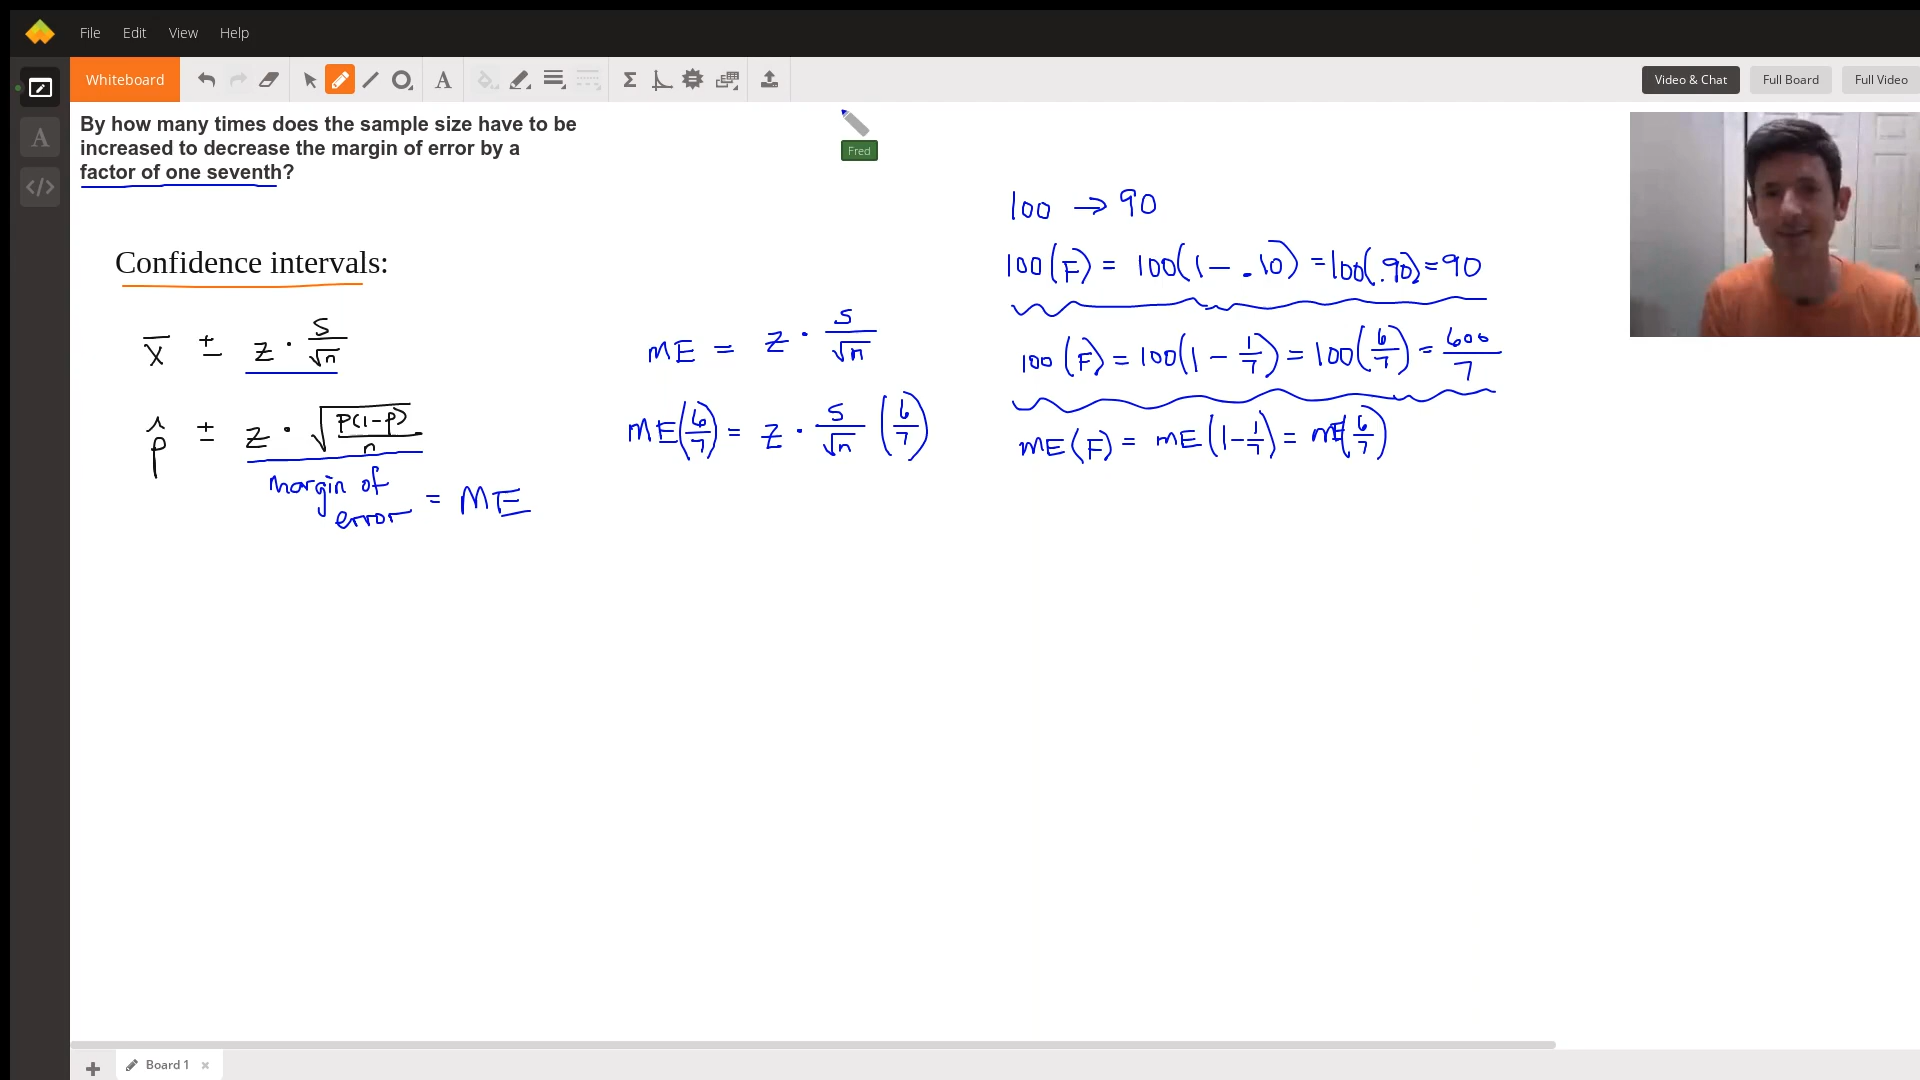 File Edit View Help
Whiteboard
Video & Chat Full Board Full Video
By how many times does the sample size have to be
increased to decrease the margin of error by a
factor of one seventh?
Fred
Confidence intervals:
x̄ ± z · s/√n
p̂ ± z · √(p(1-p)/n)
margin of
error = ME
ME = z · s/√n
ME(6/7) = z · s/√n (6/7)
100 → 90
100(F) = 100(1 - .10) = 100(.90) = 90
100(F) = 100(1 - 1/7) = 100(6/7) = 600/7
ME(F) = ME(1 - 1/7) = ME(6/7)
Board 1